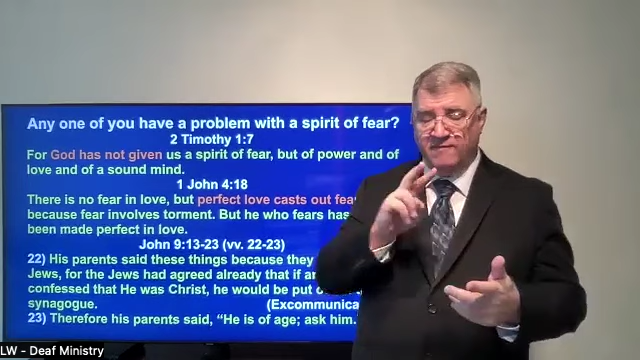 Any one of you have a problem with a spirit of fear?
2 Timothy 1:7
For God has not given us a spirit of fear, but of power and of
love and of a sound mind.
1 John 4:18
There is no fear in love, but perfect love casts out fea
because fear involves torment. But he who fears has
been made perfect in love.
John 9:13-23 (vv. 22-23)
22) His parents said these things because they
Jews, for the Jews had agreed already that if an
confessed that He was Christ, he would be put o
synagogue. (Excommunica
23) Therefore his parents said, “He is of age; ask him.
LW - Deaf Ministry